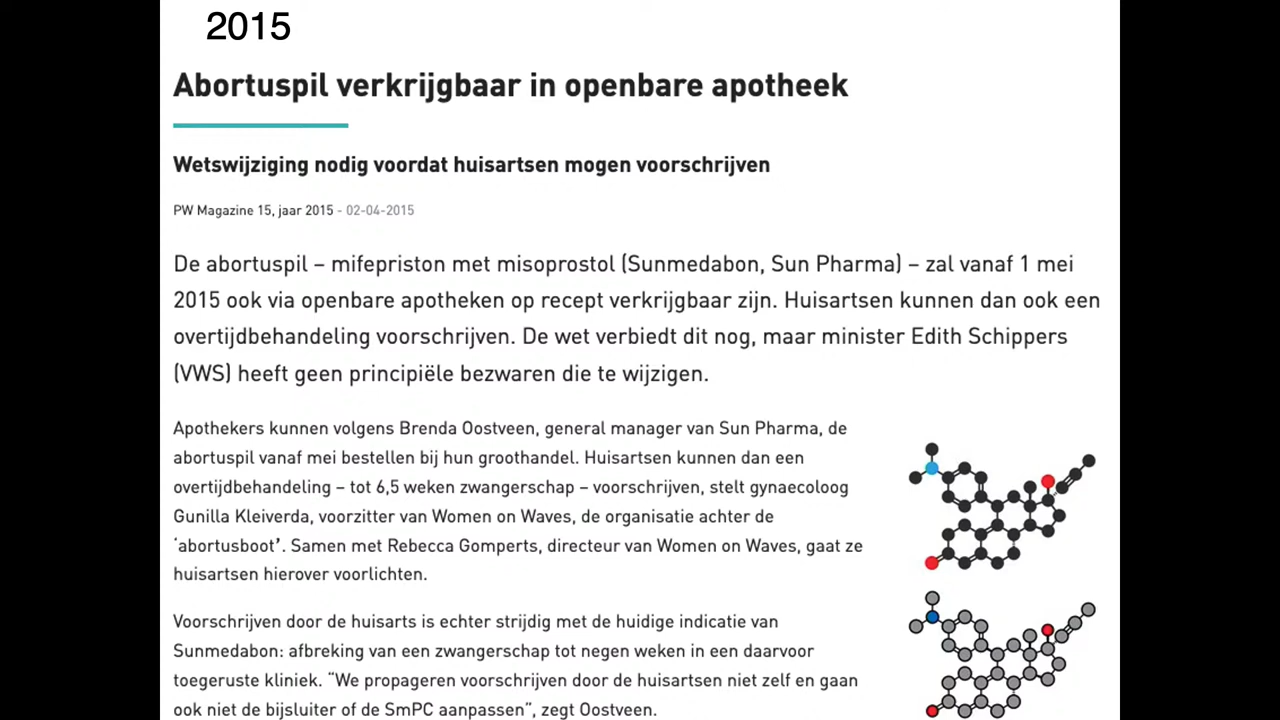 2015
Abortuspil verkrijgbaar in openbare apotheek
Wetswijziging nodig voordat huisartsen mogen voorschrijven
PW Magazine 15, jaar 2015 - 02-04-2015
De abortuspil – mifepriston met misoprostol (Sunmedabon, Sun Pharma) – zal vanaf 1 mei
2015 ook via openbare apotheken op recept verkrijgbaar zijn. Huisartsen kunnen dan ook een
overtijdbehandeling voorschrijven. De wet verbiedt dit nog, maar minister Edith Schippers
(VWS) heeft geen principiële bezwaren die te wijzigen.
Apothekers kunnen volgens Brenda Oostveen, general manager van Sun Pharma, de
abortuspil vanaf mei bestellen bij hun groothandel. Huisartsen kunnen dan een
overtijdbehandeling – tot 6,5 weken zwangerschap – voorschrijven, stelt gynaecoloog
Gunilla Kleiverda, voorzitter van Women on Waves, de organisatie achter de
‘abortusboot’. Samen met Rebecca Gomperts, directeur van Women on Waves, gaat ze
huisartsen hierover voorlichten.
Voorschrijven door de huisarts is echter strijdig met de huidige indicatie van
Sunmedabon: afbreking van een zwangerschap tot negen weken in een daarvoor
toegeruste kliniek. “We propageren voorschrijven door de huisartsen niet zelf en gaan
ook niet de bijsluiter of de SmPC aanpassen”, zegt Oostveen.